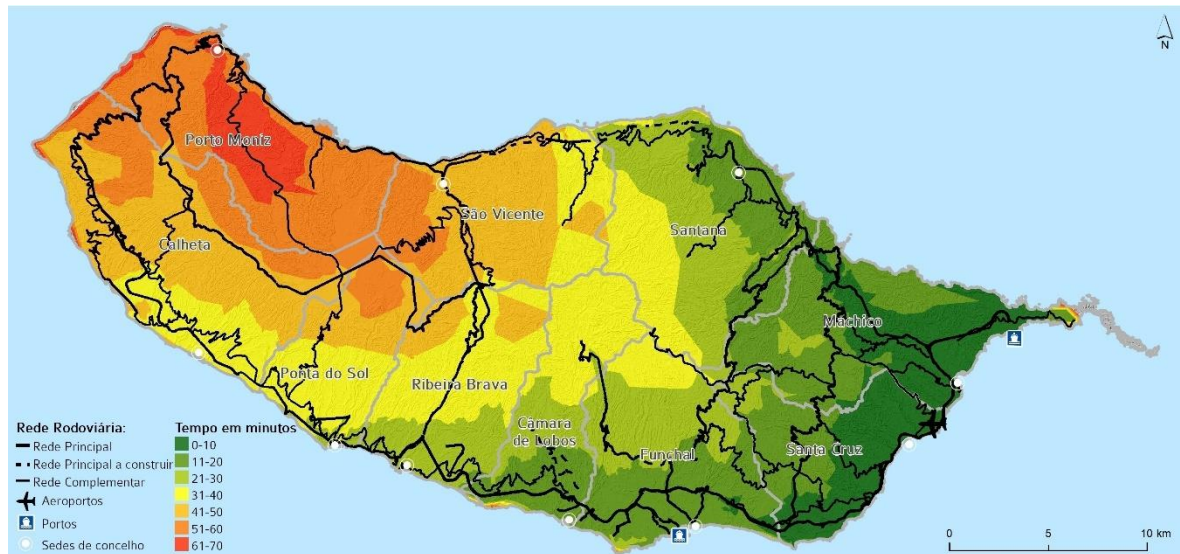 N
Porto Moniz
São Vicente
Santana
Calheta
Machico
Ponta do Sol
Ribeira Brava
Câmara
de Lobos
Funchal
Santa Cruz
Rede Rodoviária:
Rede Principal
Rede Principal a construir
Rede Complementar
Aeroportos
Portos
Sedes de concelho
Tempo em minutos
0-10
11-20
21-30
31-40
41-50
51-60
61-70
0 5 10 km